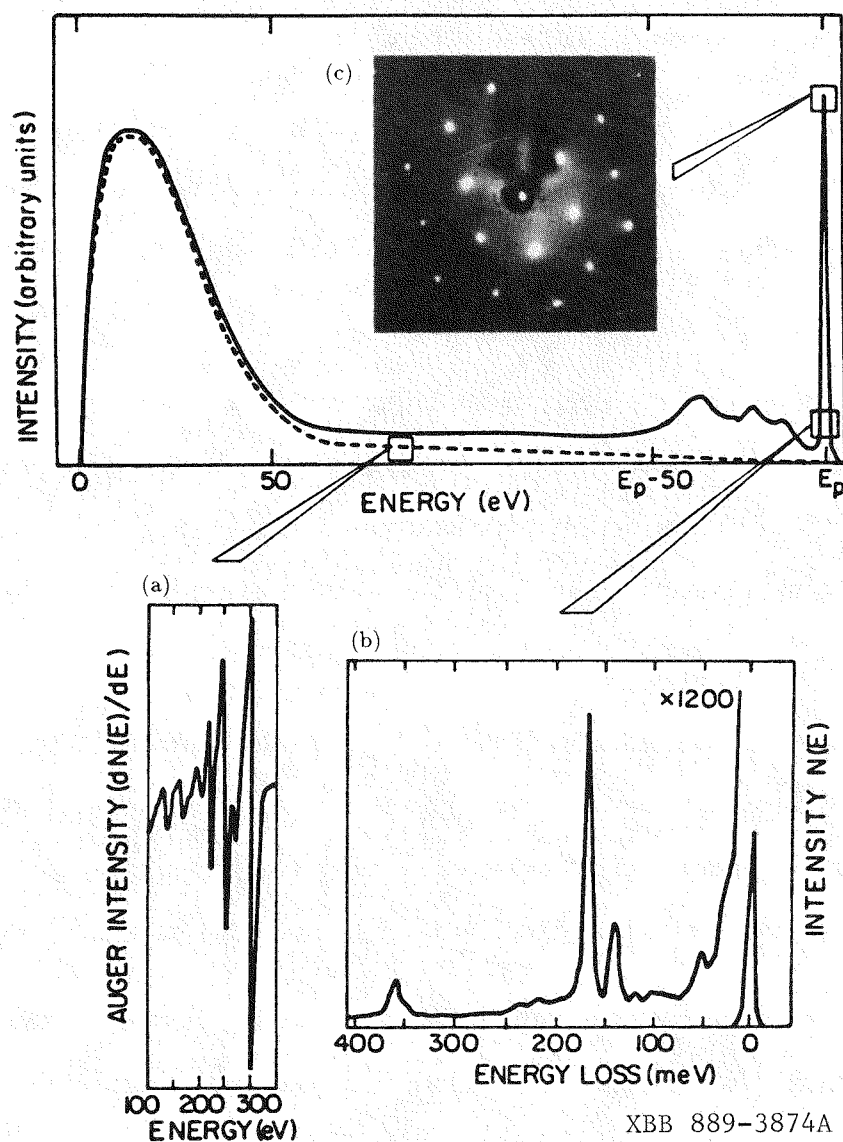 (c)
INTENSITY (arbitrary units)
0 50 Ep-50 Ep
ENERGY (eV)
(a)
AUGER INTENSITY (dN(E)/dE)
100 200 300
ENERGY (eV)
(b)
×1200
INTENSITY N(E)
400 300 200 100 0
ENERGY LOSS (meV)
XBB 889-3874A